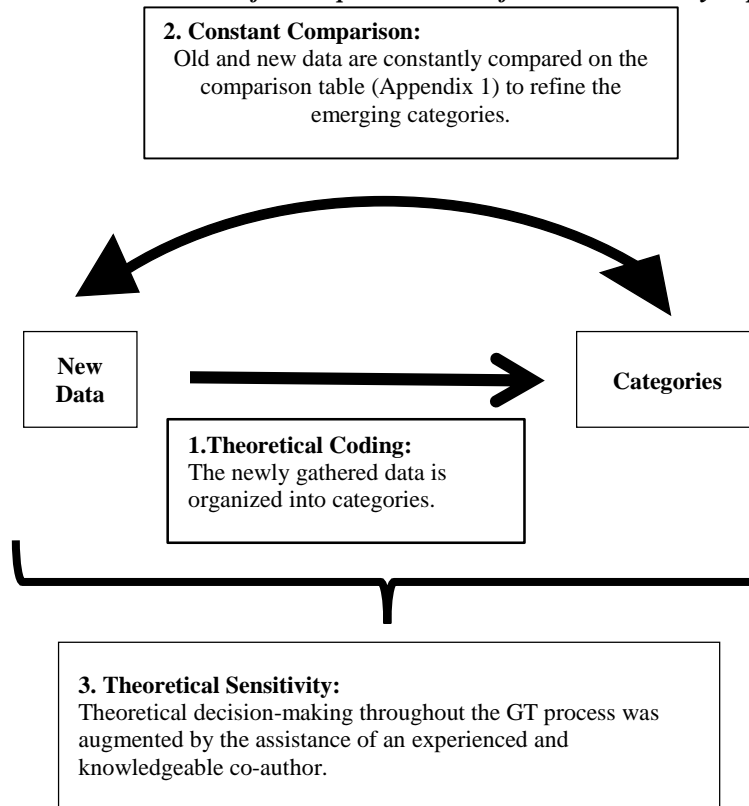 2. Constant Comparison:
Old and new data are constantly compared on the
comparison table (Appendix 1) to refine the
emerging categories.
New
Data
Categories
1.Theoretical Coding:
The newly gathered data is
organized into categories.
3. Theoretical Sensitivity:
Theoretical decision-making throughout the GT process was
augmented by the assistance of an experienced and
knowledgeable co-author.